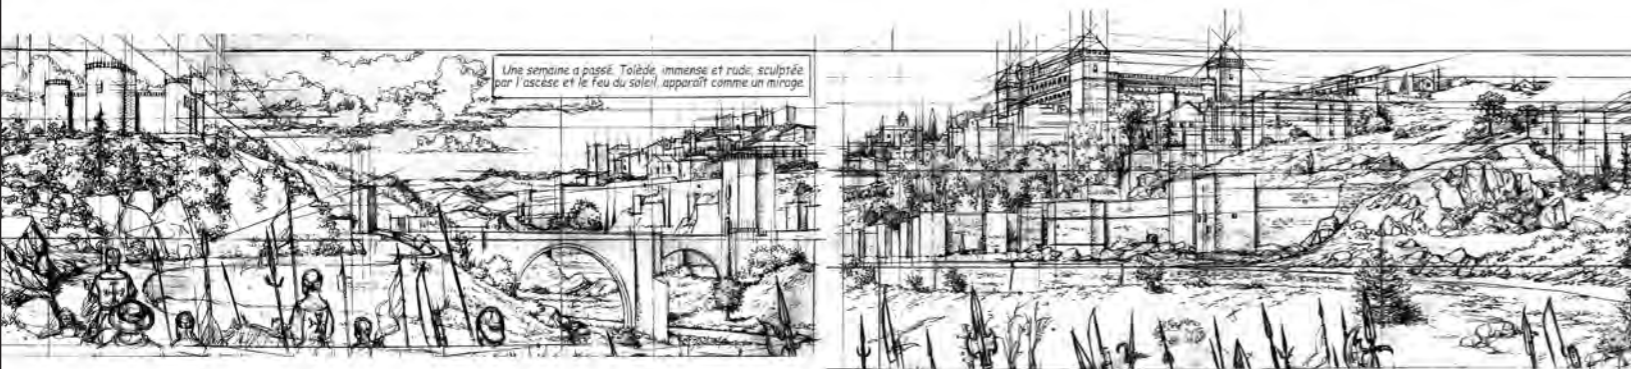 Une semaine a passé. Tolède, immense et rude, sculptée
par l'ascèse et le feu du soleil, apparaît comme un mirage.